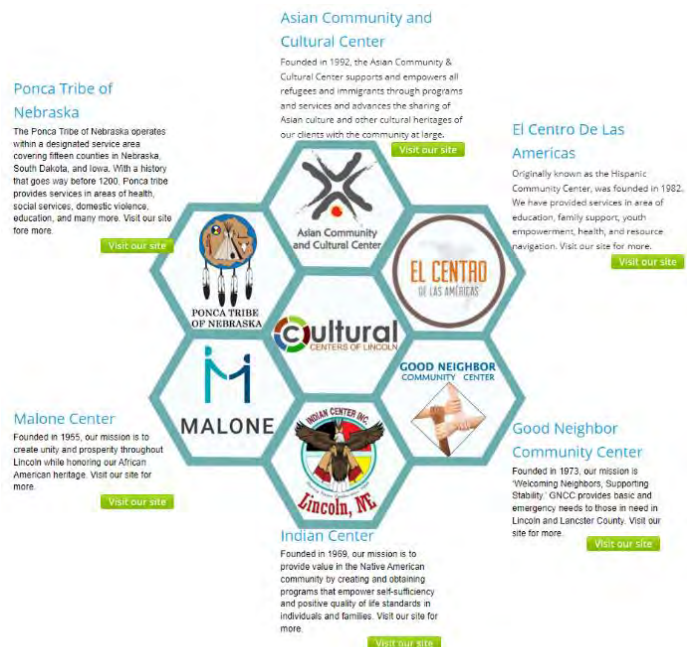 Asian Community and
Cultural Center
Founded in 1992, the Asian Community &
Cultural Center supports and empowers all
refugees and immigrants through programs
and services and advances the sharing of
Asian culture and other cultural heritages of
our clients with the community at large.
Visit our site
Ponca Tribe of
Nebraska
The Ponca Tribe of Nebraska operates
within a designated service area
covering fifteen counties in Nebraska,
South Dakota, and Iowa. With a history
that goes way before 1200. Ponca tribe
provides services in areas of health,
social services, domestic violence,
education, and many more. Visit our site
fore more.
Visit our site
El Centro De Las
Americas
Originally known as the Hispanic
Community Center, was founded in 1982.
We have provided services in area of
education, family support, youth
empowerment, health, and resource
navigation. Visit our site for more.
Visit our site
Asian Community
and Cultural Center
PONCA TRIBE
OF NEBRASKA
EL CENTRO
DE LAS AMÉRICAS
cultural
CENTERS OF LINCOLN
MALONE
GOOD NEIGHBOR
COMMUNITY CENTER
INDIAN CENTER INC.
Lincoln, NE
Malone Center
Founded in 1955, our mission is to
create unity and prosperity throughout
Lincoln while honoring our African
American heritage. Visit our site for
more.
Visit our site
Good Neighbor
Community Center
Founded in 1973, our mission is
'Welcoming Neighbors, Supporting
Stability.' GNCC provides basic and
emergency needs to those in need in
Lincoln and Lancster County. Visit our
site for more.
Visit our site
Indian Center
Founded in 1969, our mission is to
provide value in the Native American
community by creating and obtaining
programs that empower self-sufficiency
and positive quality of life standards in
individuals and families. Visit our site for
more.
Visit our site